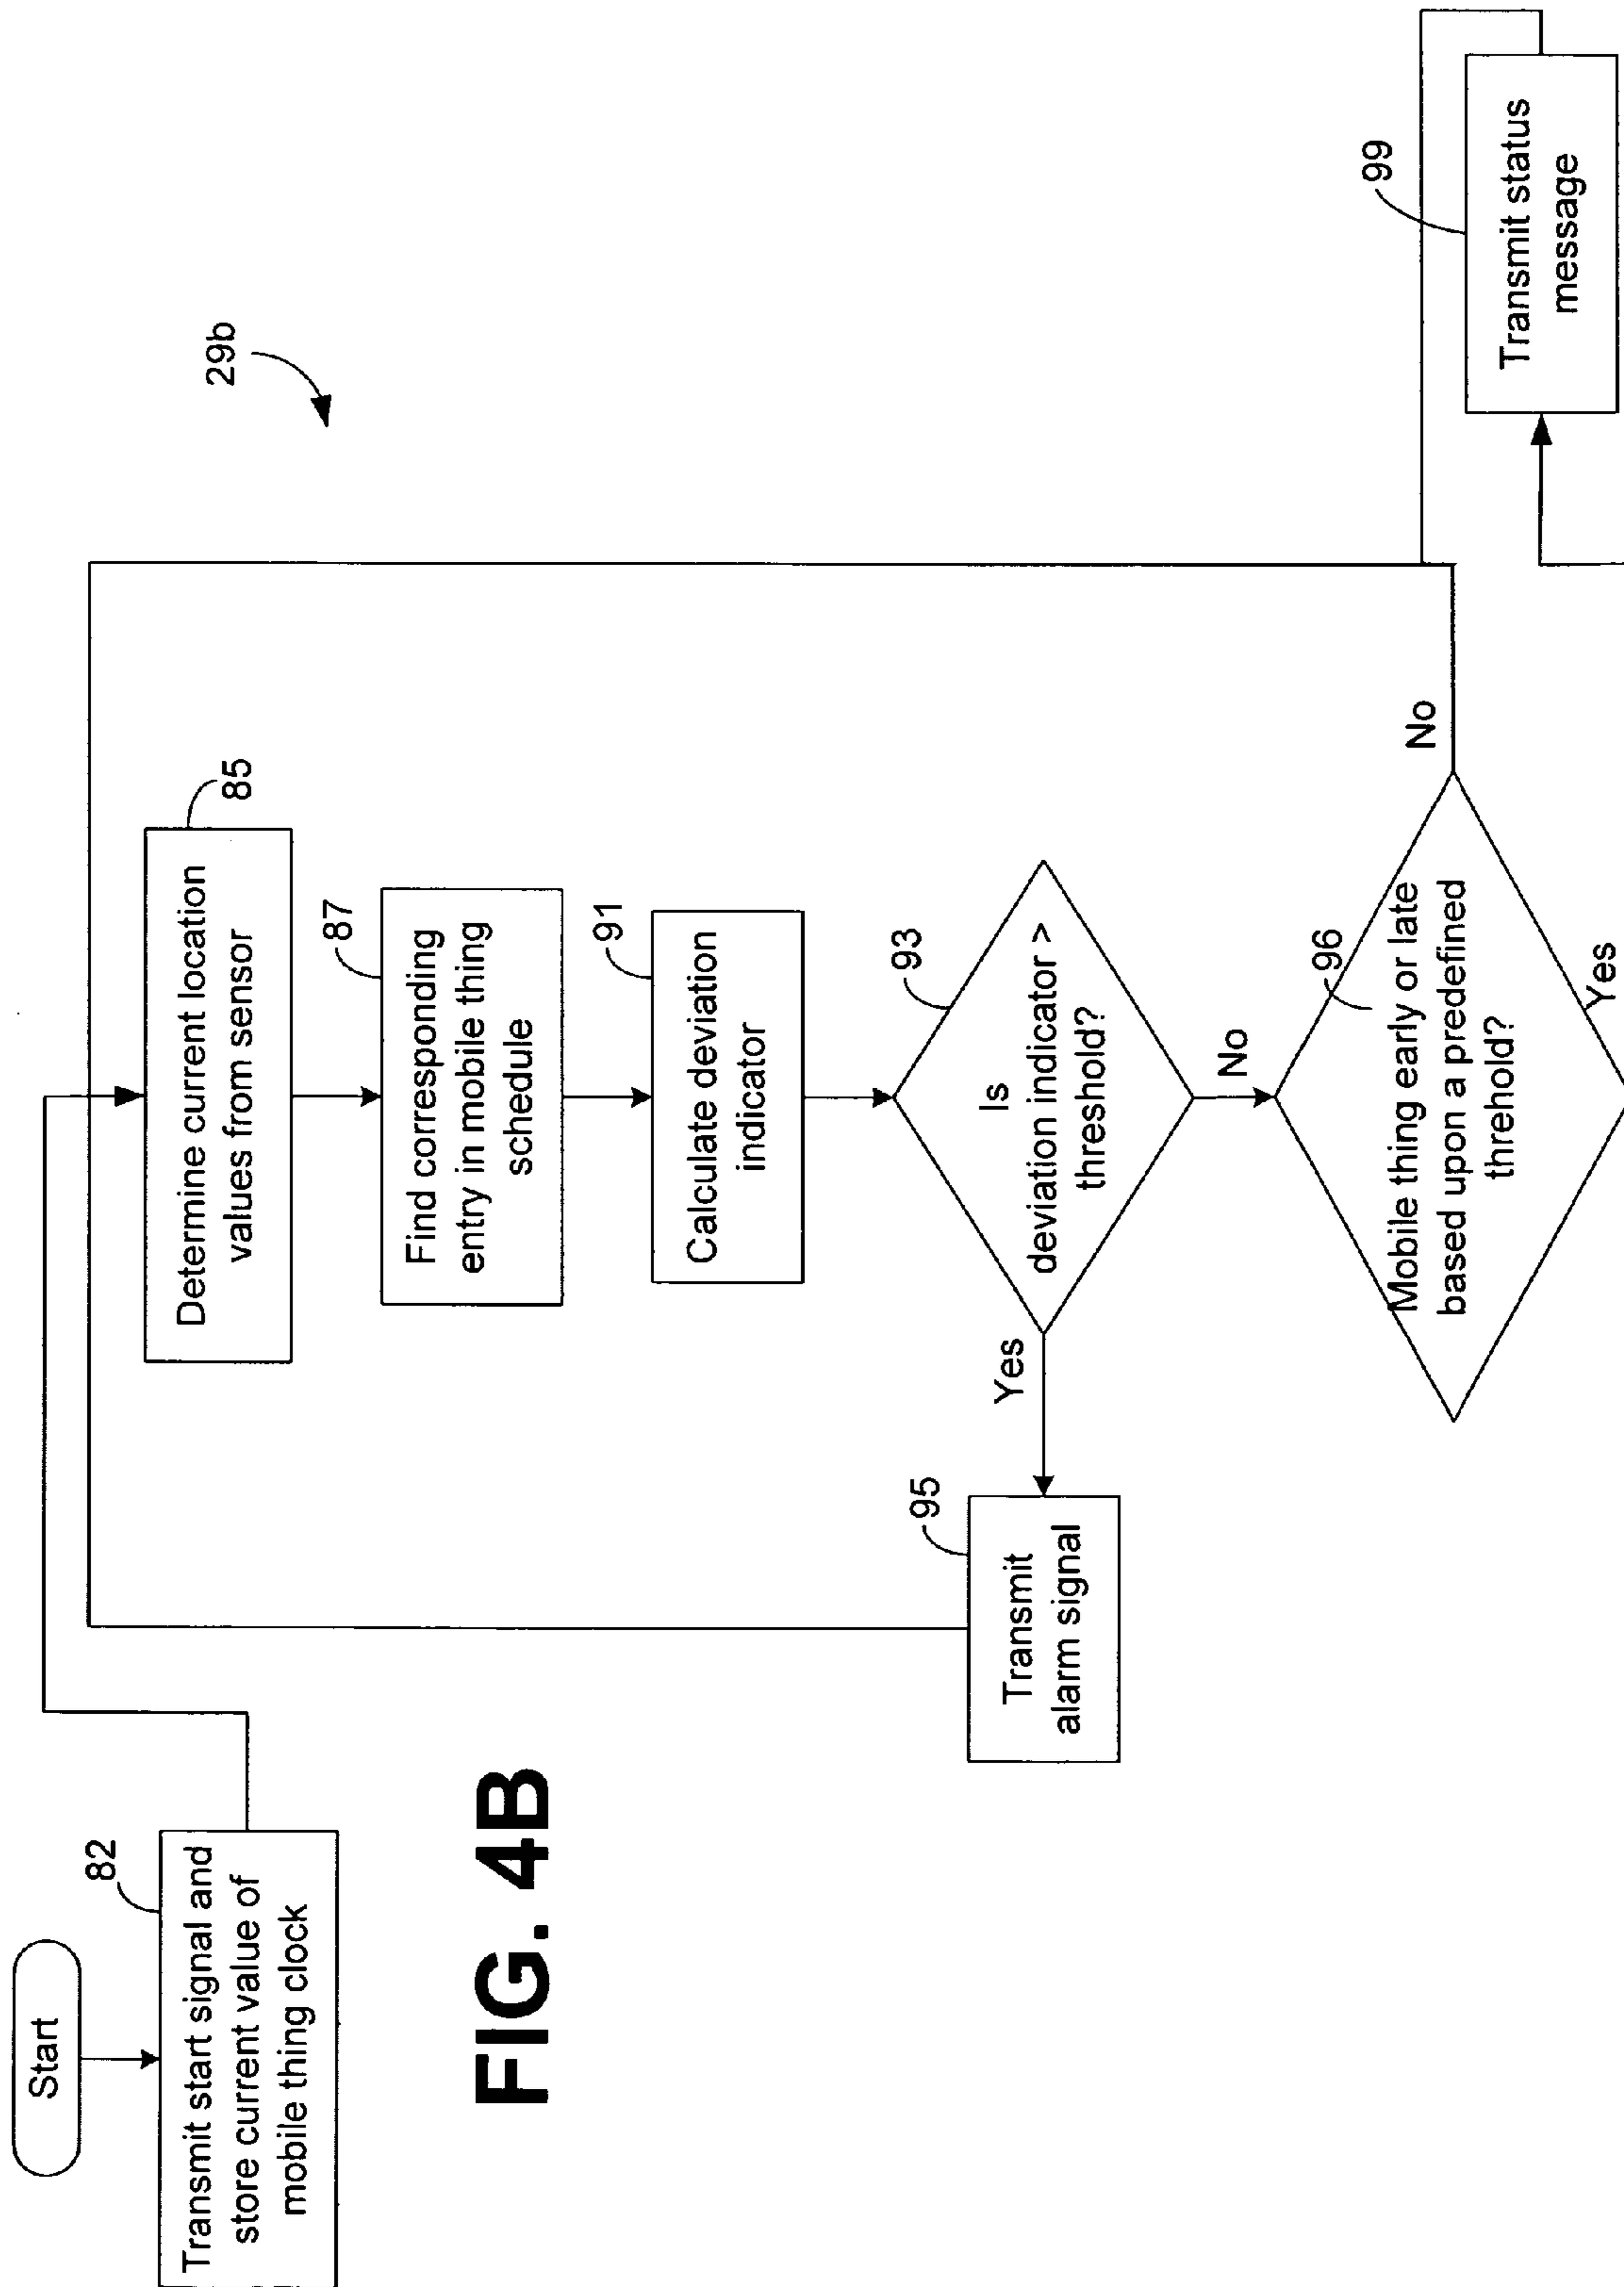 Start
82
Transmit start signal and
store current value of
mobile thing clock
FIG. 4B
29b
Determine current location
values from sensor
85
Find corresponding
entry in mobile thing
schedule
87
Calculate deviation
indicator
91
Is
deviation indicator >
threshold?
93
Yes
No
Transmit
alarm signal
95
Mobile thing early or late
based upon a predefined
threhold?
96
No
Yes
Transmit status
message
99